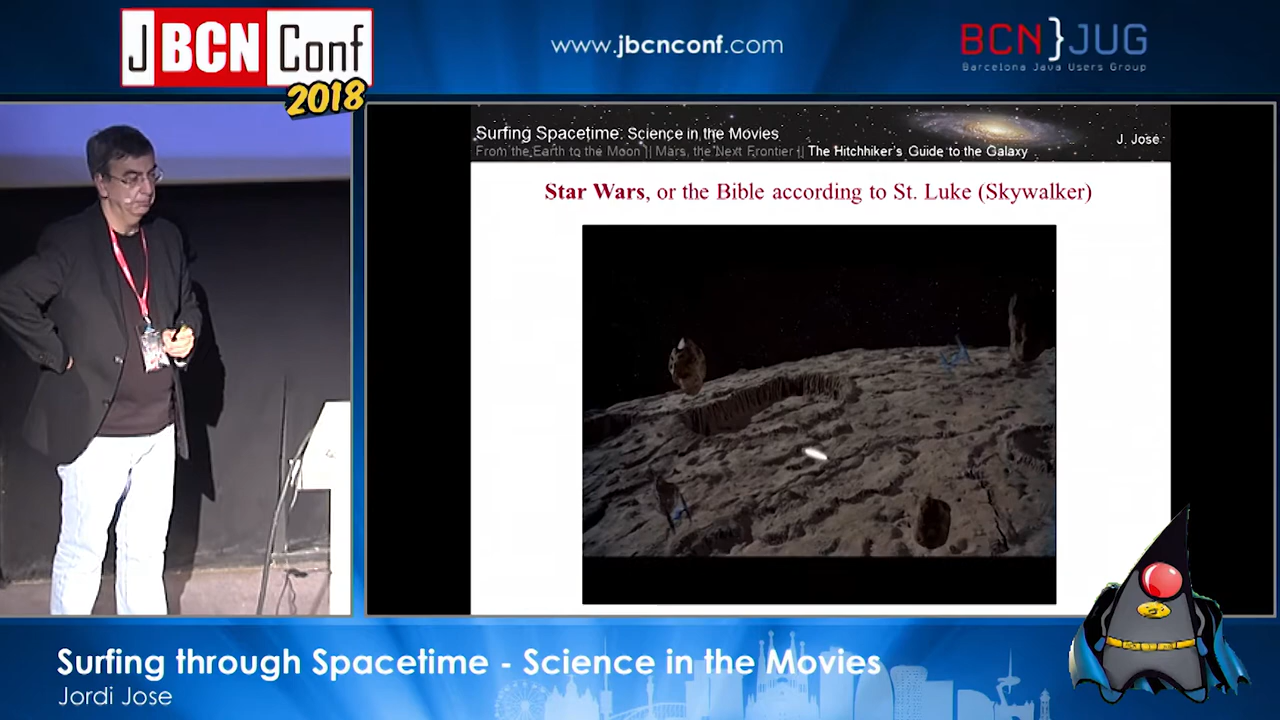 JBCNConf
2018
www.jbcnconf.com
BCN}JUG
Barcelona Java Users Group
Surfing Spacetime: Science in the Movies
J. José
From the Earth to the Moon || Mars, the Next Frontier || The Hitchhiker's Guide to the Galaxy
Star Wars, or the Bible according to St. Luke (Skywalker)
Surfing through Spacetime - Science in the Movies
Jordi Jose